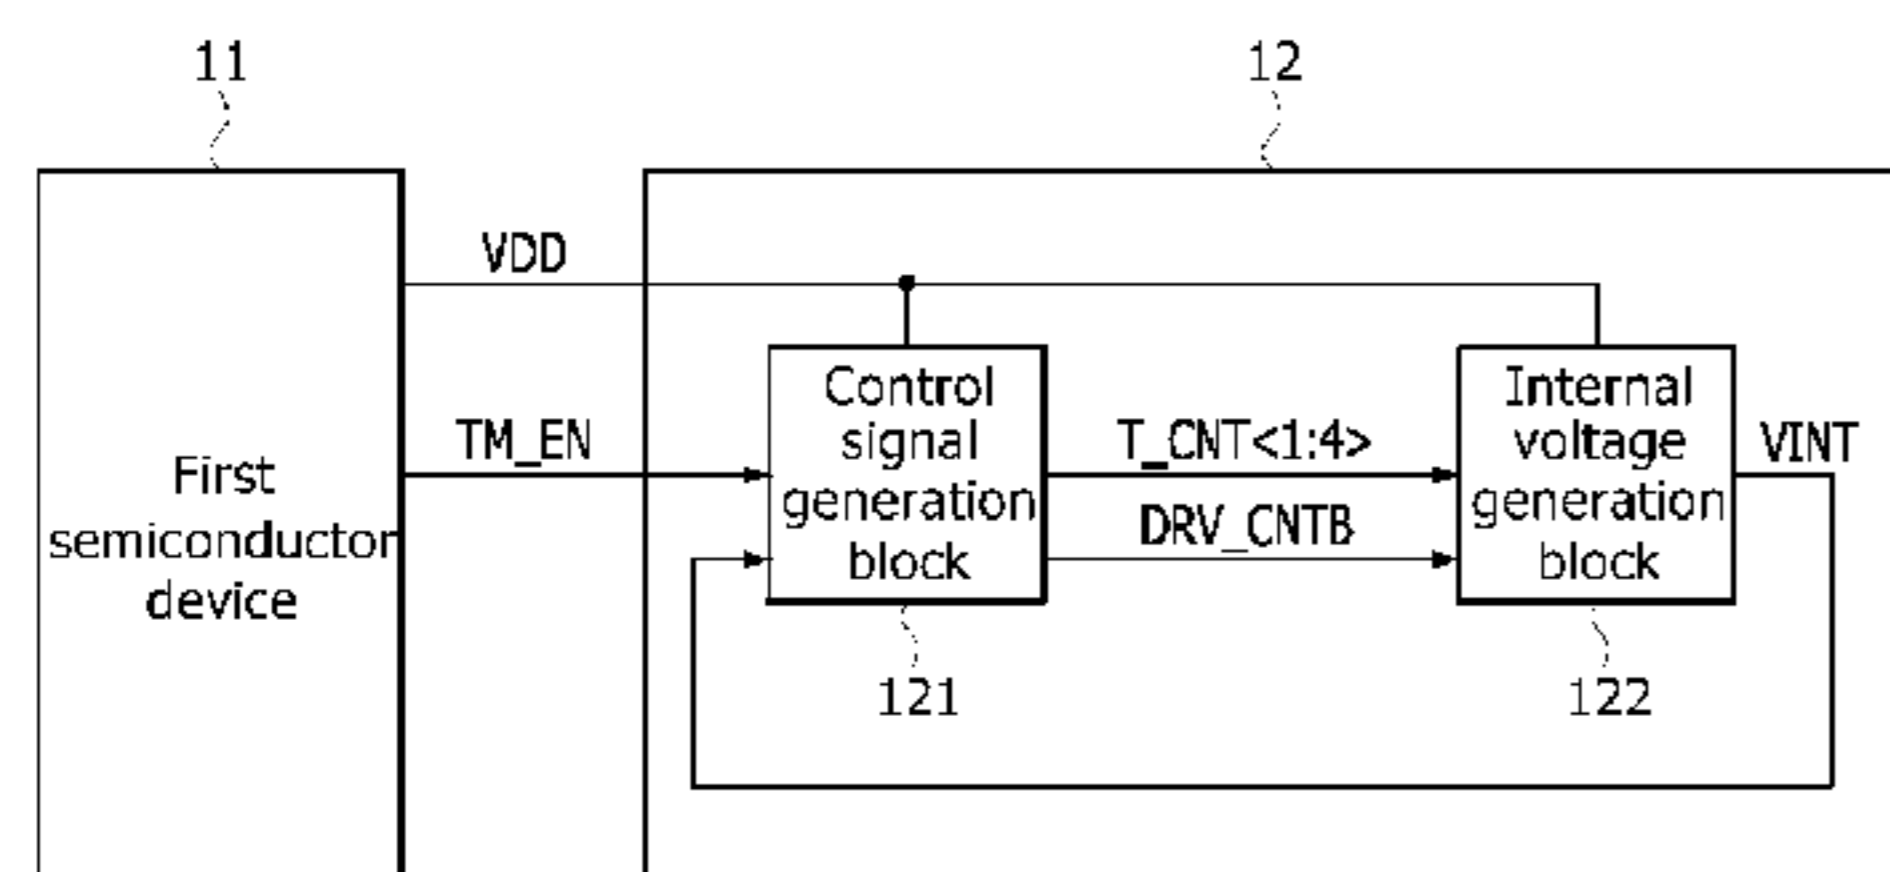 11
12
VDD
TM_EN
First
semiconductor
device
Control
signal
generation
block
T_CNT<1:4>
DRV_CNTB
Internal
voltage
generation
block
VINT
121
122